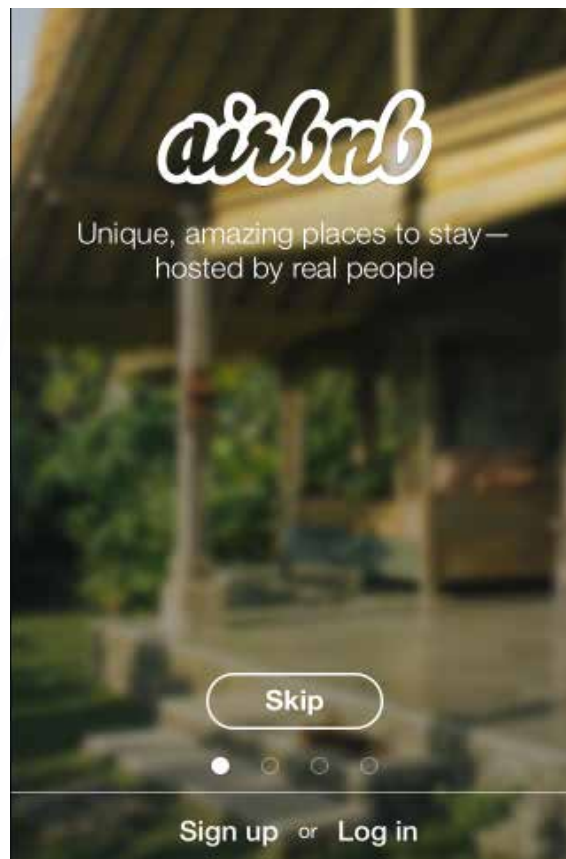 airbnb
Unique, amazing places to stay—
hosted by real people
Skip
Sign up or Log in